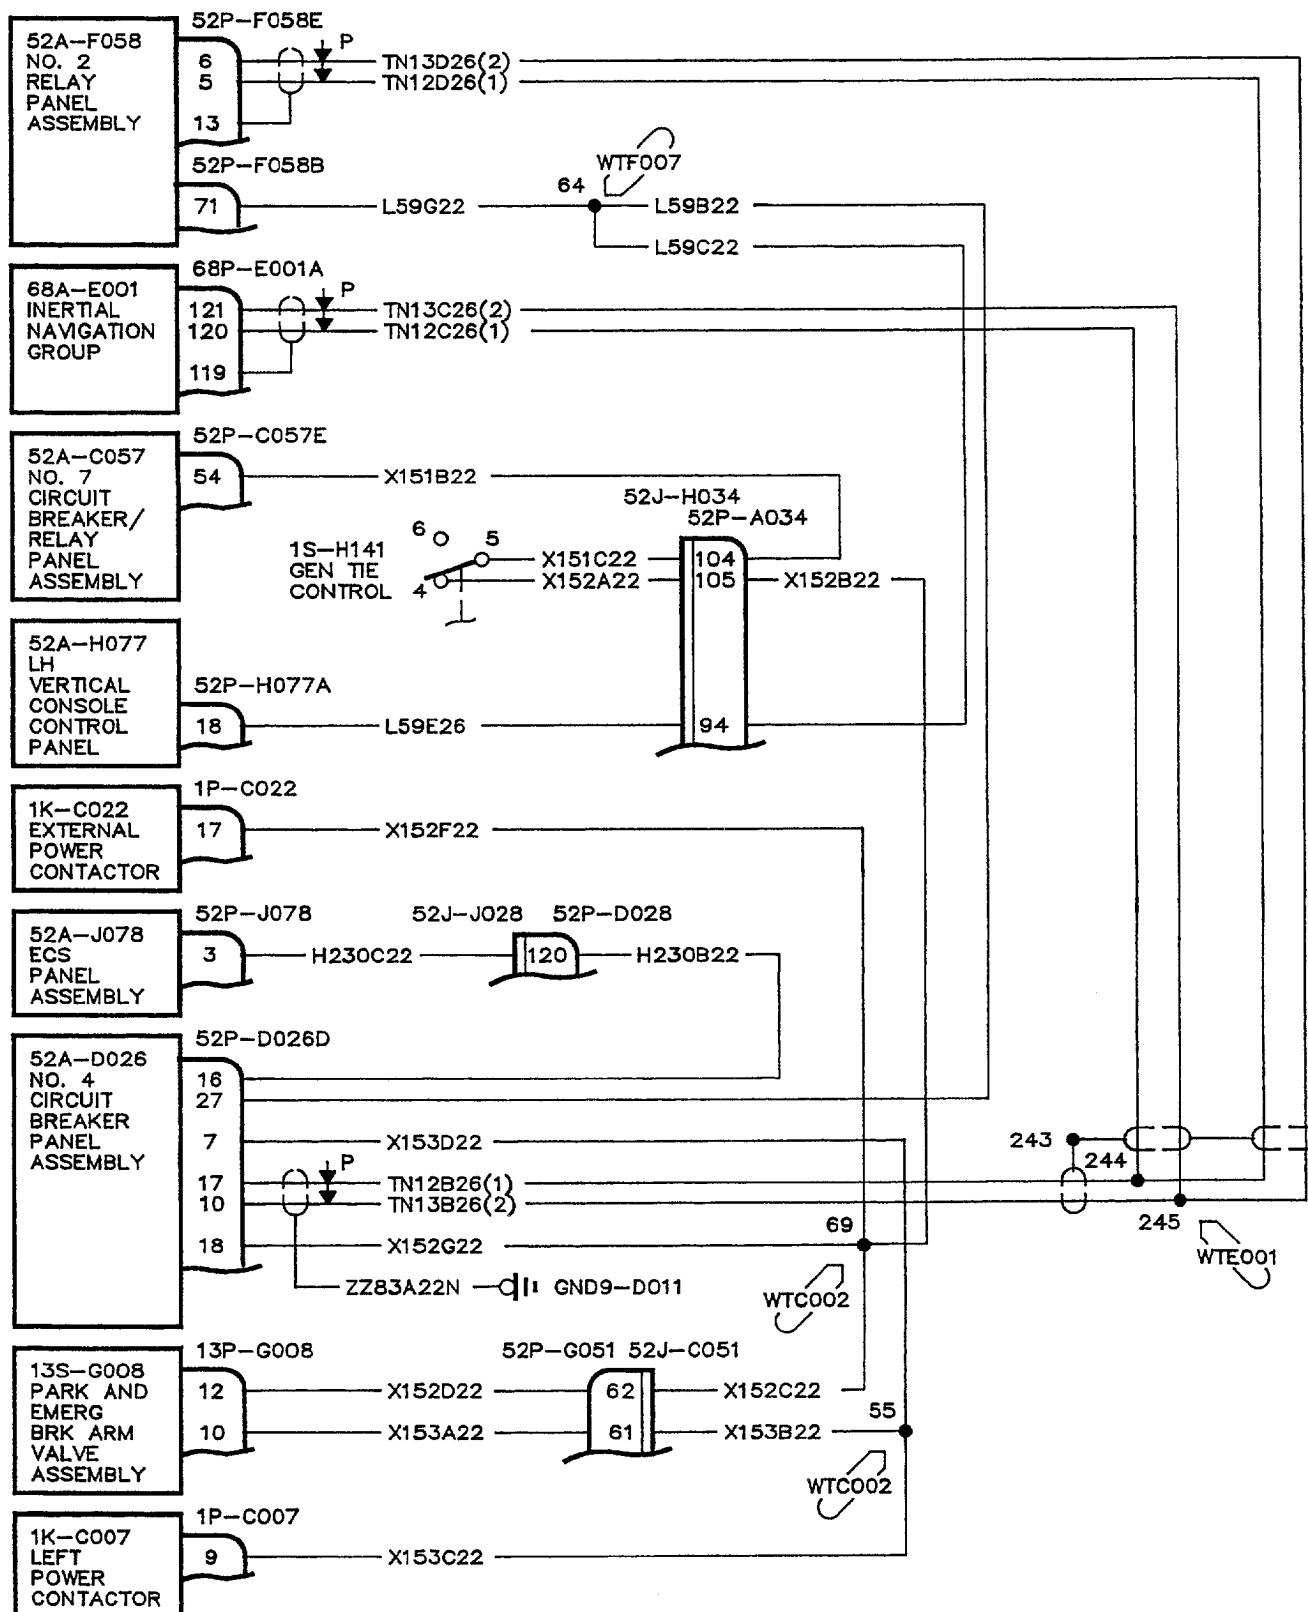 52P-F058E
52A-F058
NO. 2
RELAY
PANEL
ASSEMBLY
6
5
13
P
TN13D26(2)
TN12D26(1)
52P-F058B
71
L59G22
64
WTF007
L59B22
L59C22
68P-E001A
68A-E001
INERTIAL
NAVIGATION
GROUP
121
120
119
P
TN13C26(2)
TN12C26(1)
52P-C057E
52A-C057
NO. 7
CIRCUIT
BREAKER/
RELAY
PANEL
ASSEMBLY
54
X151B22
52J-H034
52P-A034
1S-H141
GEN TIE
CONTROL
6
5
4
X151C22
X152A22
104
105
X152B22
52A-H077
LH
VERTICAL
CONSOLE
CONTROL
PANEL
52P-H077A
18
L59E26
94
1P-C022
1K-C022
EXTERNAL
POWER
CONTACTOR
17
X152F22
52P-J078
52J-J028
52P-D028
52A-J078
ECS
PANEL
ASSEMBLY
3
H230C22
120
H230B22
52P-D026D
52A-D026
NO. 4
CIRCUIT
BREAKER
PANEL
ASSEMBLY
16
27
7
X153D22
243
244
17
10
P
TN12B26(1)
TN13B26(2)
245
WTE001
18
X152G22
69
ZZ83A22N
GND9-D011
WTC002
13P-G008
52P-G051
52J-C051
13S-G008
PARK AND
EMERG
BRK ARM
VALVE
ASSEMBLY
12
X152D22
62
X152C22
10
X153A22
61
X153B22
55
WTC002
1P-C007
1K-C007
LEFT
POWER
CONTACTOR
9
X153C22